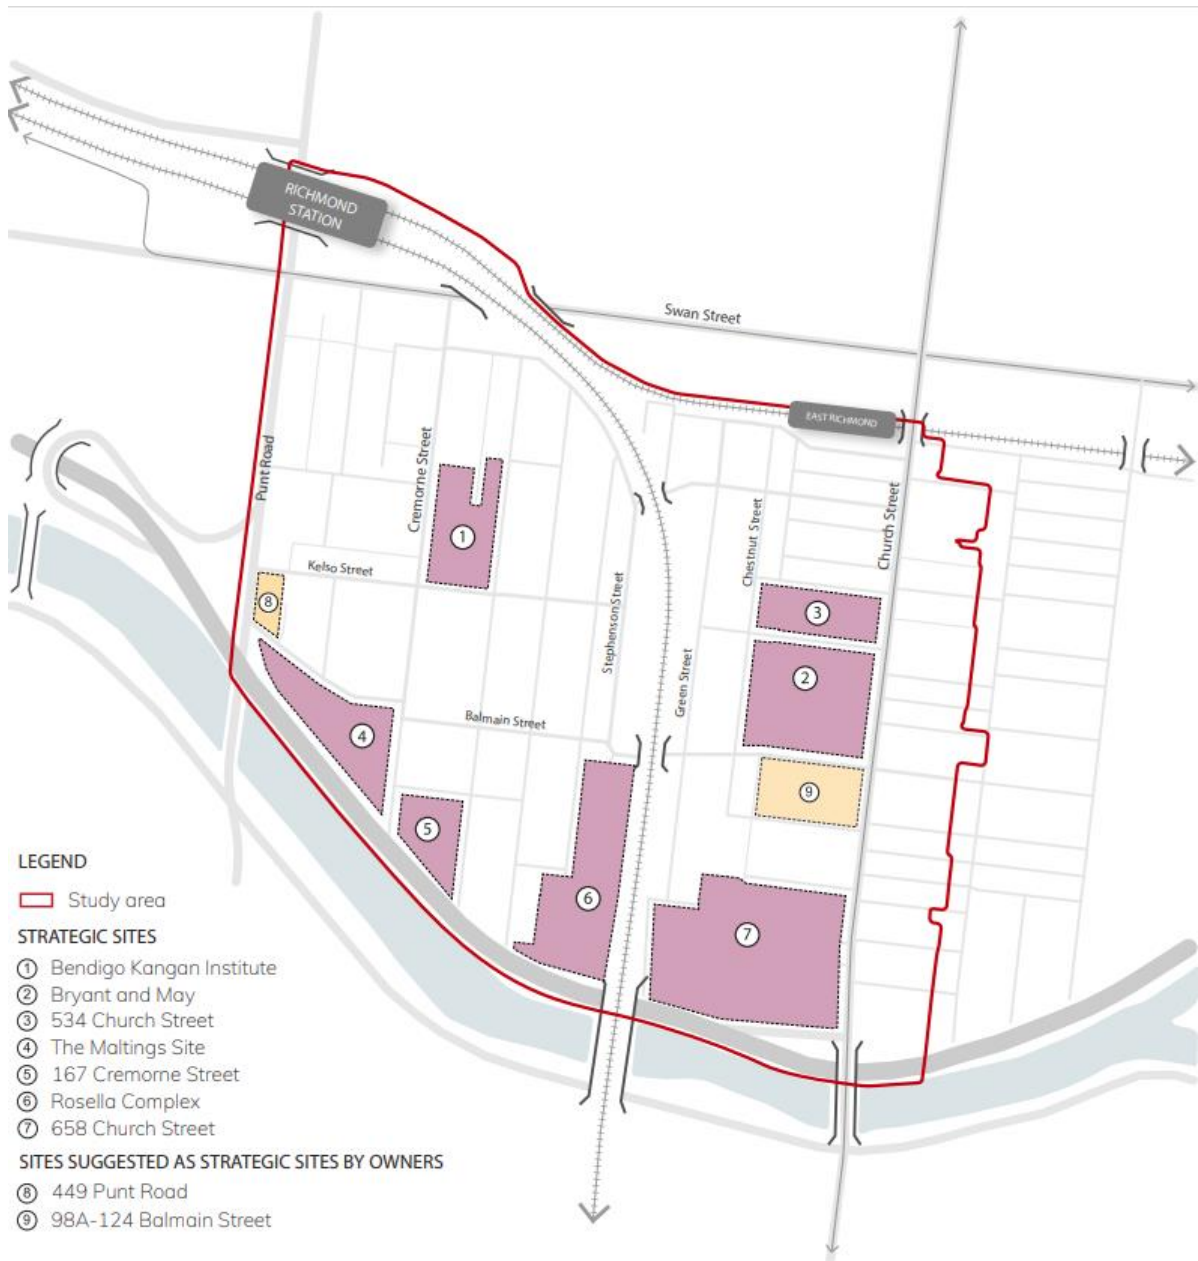 RICHMOND
STATION
Swan Street
EAST RICHMOND
Punt Road
Cremorne Street
Church Street
Chestnut Street
1
Kelso Street
8
Stephenson Street
3
Green Street
2
Balmain Street
4
9
5
6
7
LEGEND
Study area
STRATEGIC SITES
1 Bendigo Kangan Institute
2 Bryant and May
3 534 Church Street
4 The Maltings Site
5 167 Cremorne Street
6 Rosella Complex
7 658 Church Street
SITES SUGGESTED AS STRATEGIC SITES BY OWNERS
8 449 Punt Road
9 98A-124 Balmain Street